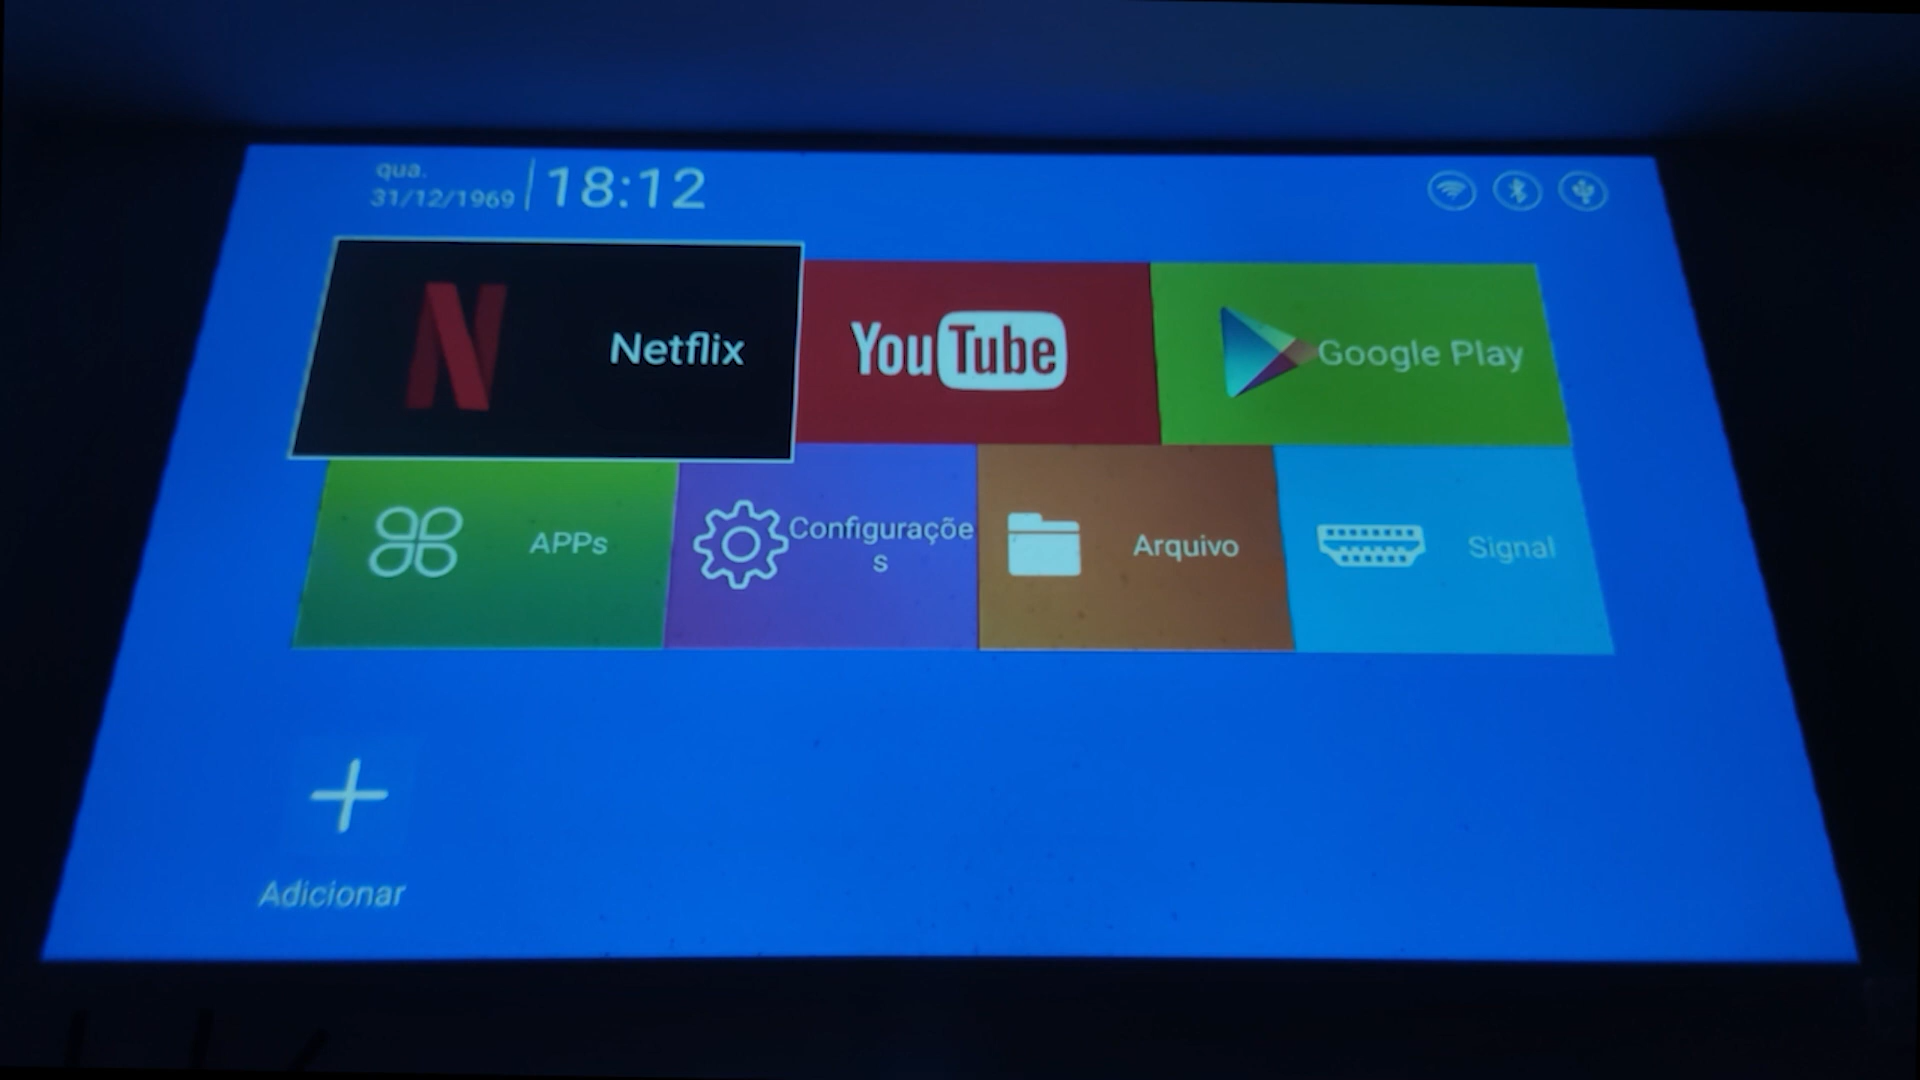 qua.
31/12/1969
18:12
N Netflix
YouTube
Google Play
APPs
Configuraçõe
s
Arquivo
Signal
Adicionar